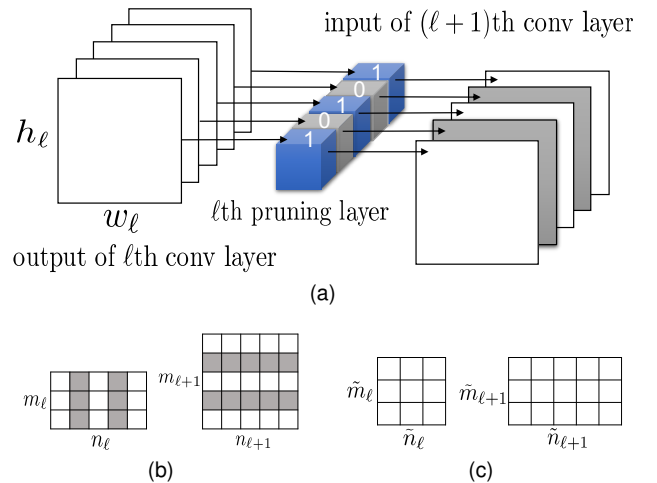 input of (ℓ + 1)th conv layer
1
0
1
0
1
h_ℓ
w_ℓ
ℓth pruning layer
output of ℓth conv layer
(a)
m_ℓ
n_ℓ
m_{ℓ+1}
n_{ℓ+1}
m̃_ℓ
ñ_ℓ
m̃_{ℓ+1}
ñ_{ℓ+1}
(b)
(c)